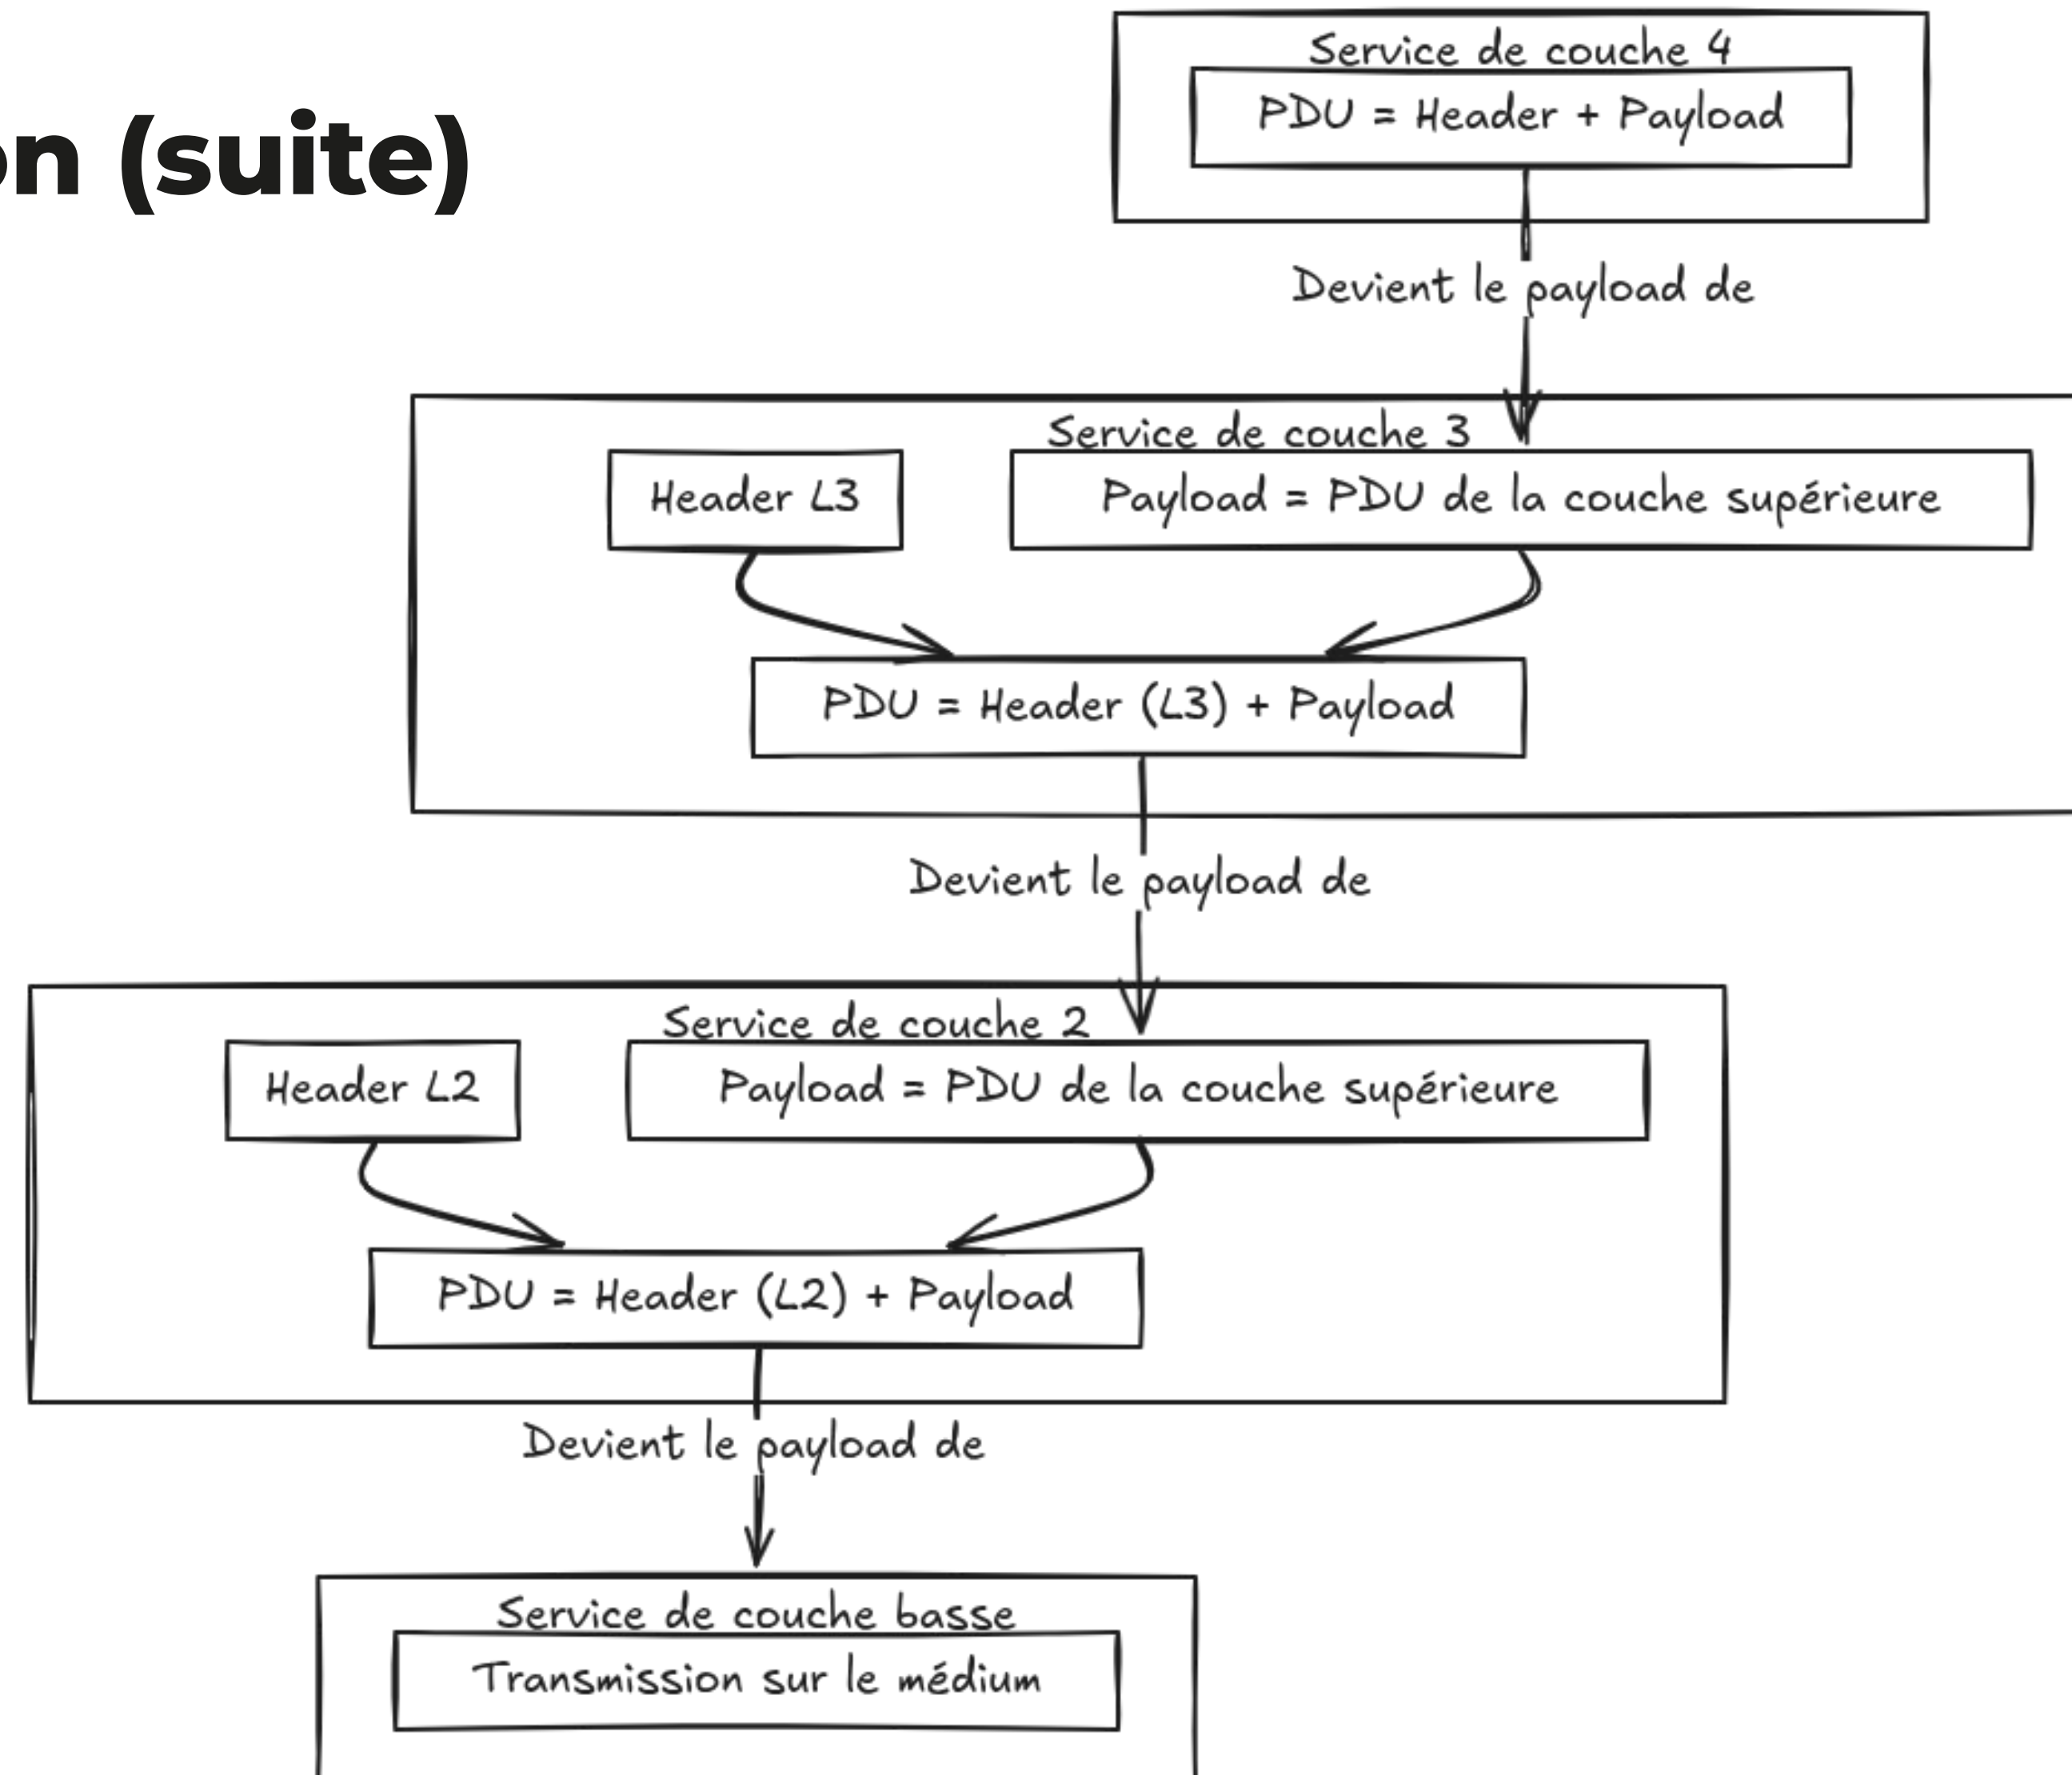 on (suite)
Service de couche 4
PDU = Header + Payload
Devient le payload de
Service de couche 3
Header L3
Payload = PDU de la couche supérieure
PDU = Header (L3) + Payload
Devient le payload de
Service de couche 2
Header L2
Payload = PDU de la couche supérieure
PDU = Header (L2) + Payload
Devient le payload de
Service de couche basse
Transmission sur le médium